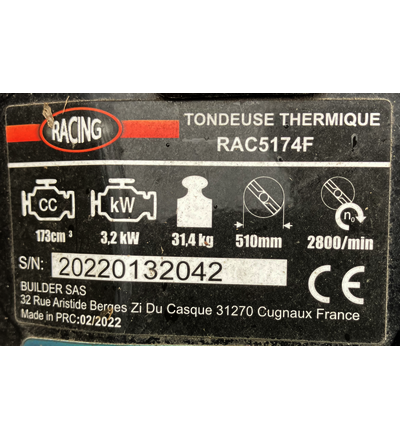 RACING
TONDEUSE THERMIQUE
RAC5174F
CC kW n₀
173cm³ 3,2 kW 31,4 kg 510mm 2800/min
S/N: 20220132042
CE
BUILDER SAS
32 Rue Aristide Berges Zi Du Casque 31270 Cugnaux France
Made in PRC:02/2022